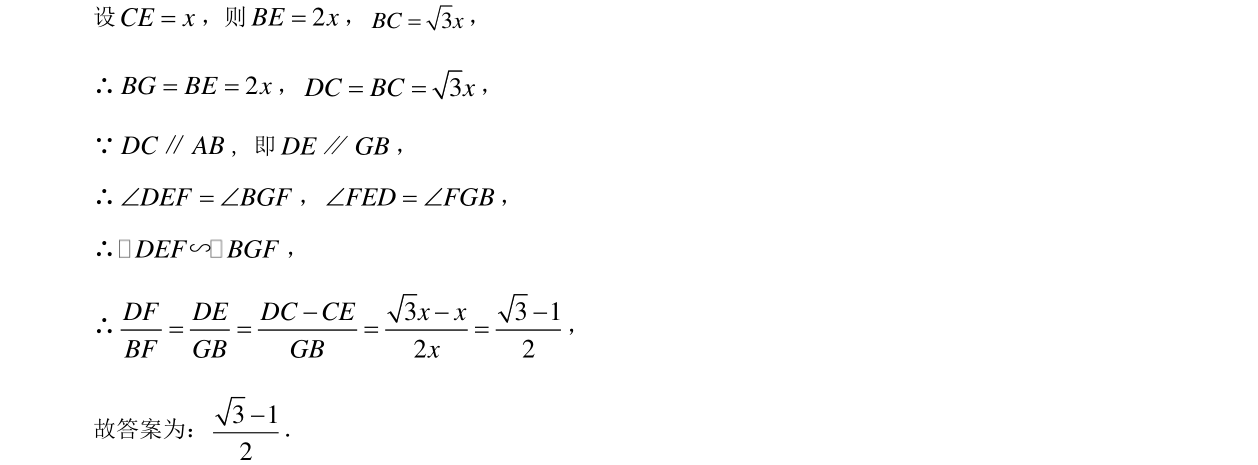 设 CE = x，则 BE = 2x，BC = √3x，
∴ BG = BE = 2x，DC = BC = √3x，
∵ DC // AB，即 DE // GB，
∴ ∠DEF = ∠BGF，∠FED = ∠FGB，
∴ □DEF∽□BGF，
∴ DF/BF = DE/GB = (DC − CE)/GB = (√3x − x)/2x = (√3 − 1)/2，
故答案为：(√3 − 1)/2．